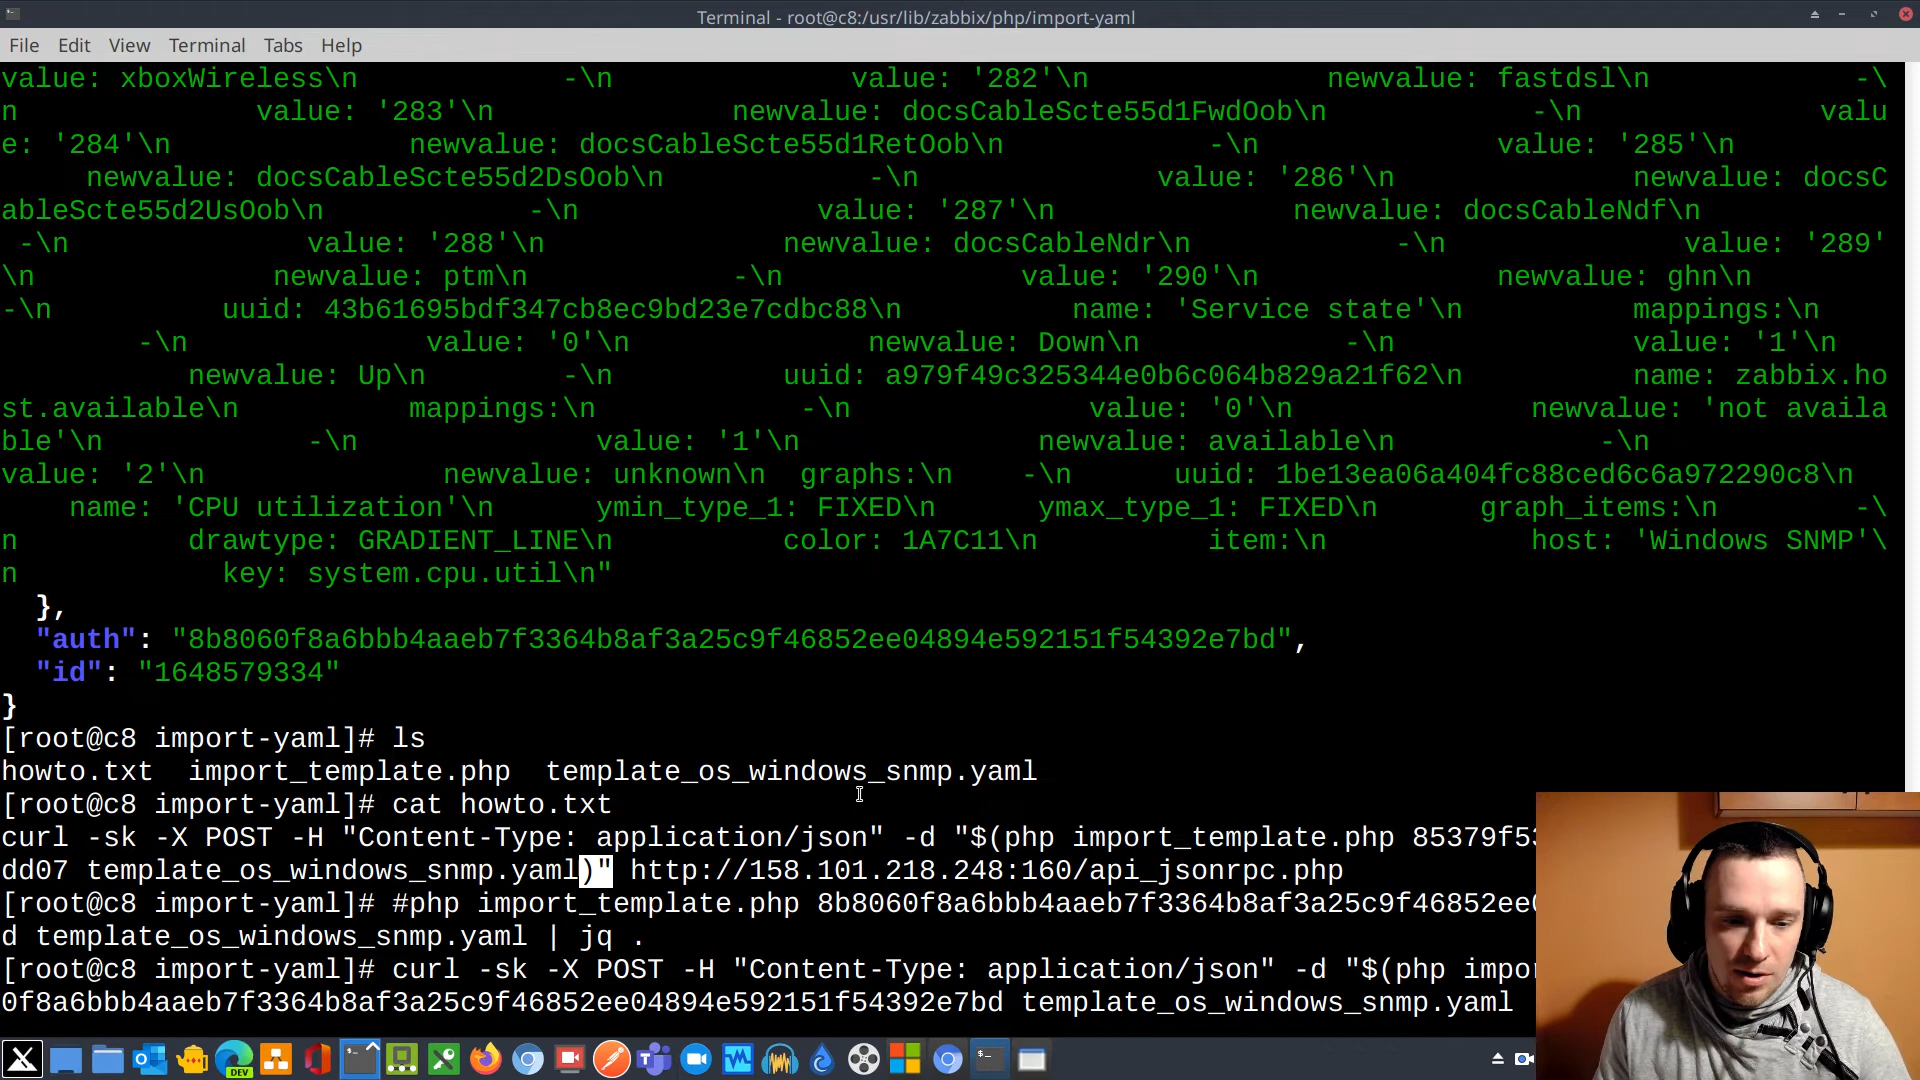 Terminal - root@c8:/usr/lib/zabbix/php/import-yaml
File Edit View Terminal Tabs Help
value: xboxWireless\n -\n value: '282'\n newvalue: fastdsl\n -\
n value: '283'\n newvalue: docsCableScte55d1FwdOob\n -\n valu
e: '284'\n newvalue: docsCableScte55d1RetOob\n -\n value: '285'\n
newvalue: docsCableScte55d2DsOob\n -\n value: '286'\n newvalue: docsC
ableScte55d2UsOob\n -\n value: '287'\n newvalue: docsCableNdf\n
-\n value: '288'\n newvalue: docsCableNdr\n -\n value: '289'
\n newvalue: ptm\n -\n value: '290'\n newvalue: ghn\n
-\n uuid: 43b61695bdf347cb8ec9bd23e7cdbc88\n name: 'Service state'\n mappings:\n
-\n value: '0'\n newvalue: Down\n -\n value: '1'\n
newvalue: Up\n -\n uuid: a979f49c325344e0b6c064b829a21f62\n name: zabbix.ho
st.available\n mappings:\n -\n value: '0'\n newvalue: 'not availa
ble'\n -\n value: '1'\n newvalue: available\n -\n
value: '2'\n newvalue: unknown\n graphs:\n -\n uuid: 1be13ea06a404fc88ced6c6a972290c8\n
name: 'CPU utilization'\n ymin_type_1: FIXED\n ymax_type_1: FIXED\n graph_items:\n -\
n drawtype: GRADIENT_LINE\n color: 1A7C11\n item:\n host: 'Windows SNMP'\
n key: system.cpu.util\n"
},
"auth": "8b8060f8a6bbb4aaeb7f3364b8af3a25c9f46852ee04894e592151f54392e7bd",
"id": "1648579334"
}
[root@c8 import-yaml]# ls
howto.txt import_template.php template_os_windows_snmp.yaml
[root@c8 import-yaml]# cat howto.txt
curl -sk -X POST -H "Content-Type: application/json" -d "$(php import_template.php 85379f5
dd07 template_os_windows_snmp.yaml)" http://158.101.218.248:160/api_jsonrpc.php
[root@c8 import-yaml]# #php import_template.php 8b8060f8a6bbb4aaeb7f3364b8af3a25c9f46852ee
d template_os_windows_snmp.yaml | jq .
[root@c8 import-yaml]# curl -sk -X POST -H "Content-Type: application/json" -d "$(php impo
0f8a6bbb4aaeb7f3364b8af3a25c9f46852ee04894e592151f54392e7bd template_os_windows_snmp.yaml
DEV